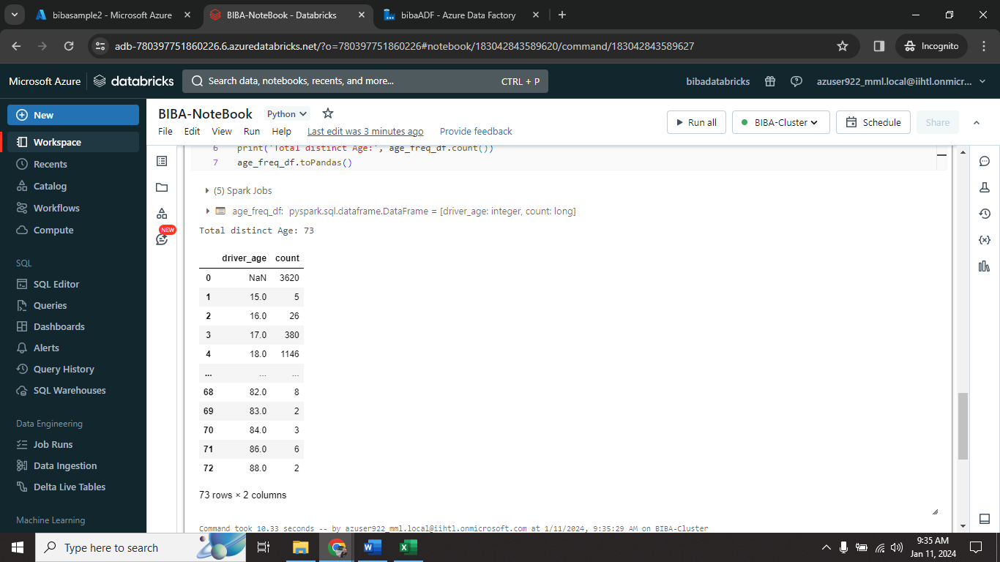 bibasample2 - Microsoft Azure
BIBA-NoteBook - Databricks
bibaADF - Azure Data Factory
adb-780397751860226.6.azuredatabricks.net/?o=780397751860226#notebook/183042843589620/command/183042843589627
Incognito
Microsoft Azure databricks
Search data, notebooks, recents, and more... CTRL + P
bibadatabricks
azuser922_mml.local@iihtl.onmicr...
New
Workspace
Recents
Catalog
Workflows
Compute
SQL
SQL Editor
Queries
Dashboards
Alerts
Query History
SQL Warehouses
Data Engineering
Job Runs
Data Ingestion
Delta Live Tables
Machine Learning
BIBA-NoteBook Python
File Edit View Run Help Last edit was 3 minutes ago Provide feedback
Run all BIBA-Cluster Schedule Share
NEW
6 print('Total distinct Age:', age_freq_df.count())
7 age_freq_df.toPandas()
(5) Spark Jobs
age_freq_df: pyspark.sql.dataframe.DataFrame = [driver_age: integer, count: long]
Total distinct Age: 73
driver_age count
0 NaN 3620
1 15.0 5
2 16.0 26
3 17.0 380
4 18.0 1146
... ... ...
68 82.0 8
69 83.0 2
70 84.0 3
71 86.0 6
72 88.0 2
73 rows × 2 columns
Command took 10.33 seconds -- by azuser922_mml.local@iihtl.onmicrosoft.com at 1/11/2024, 9:35:29 AM on BIBA-Cluster
Type here to search
9:35 AM
Jan 11, 2024